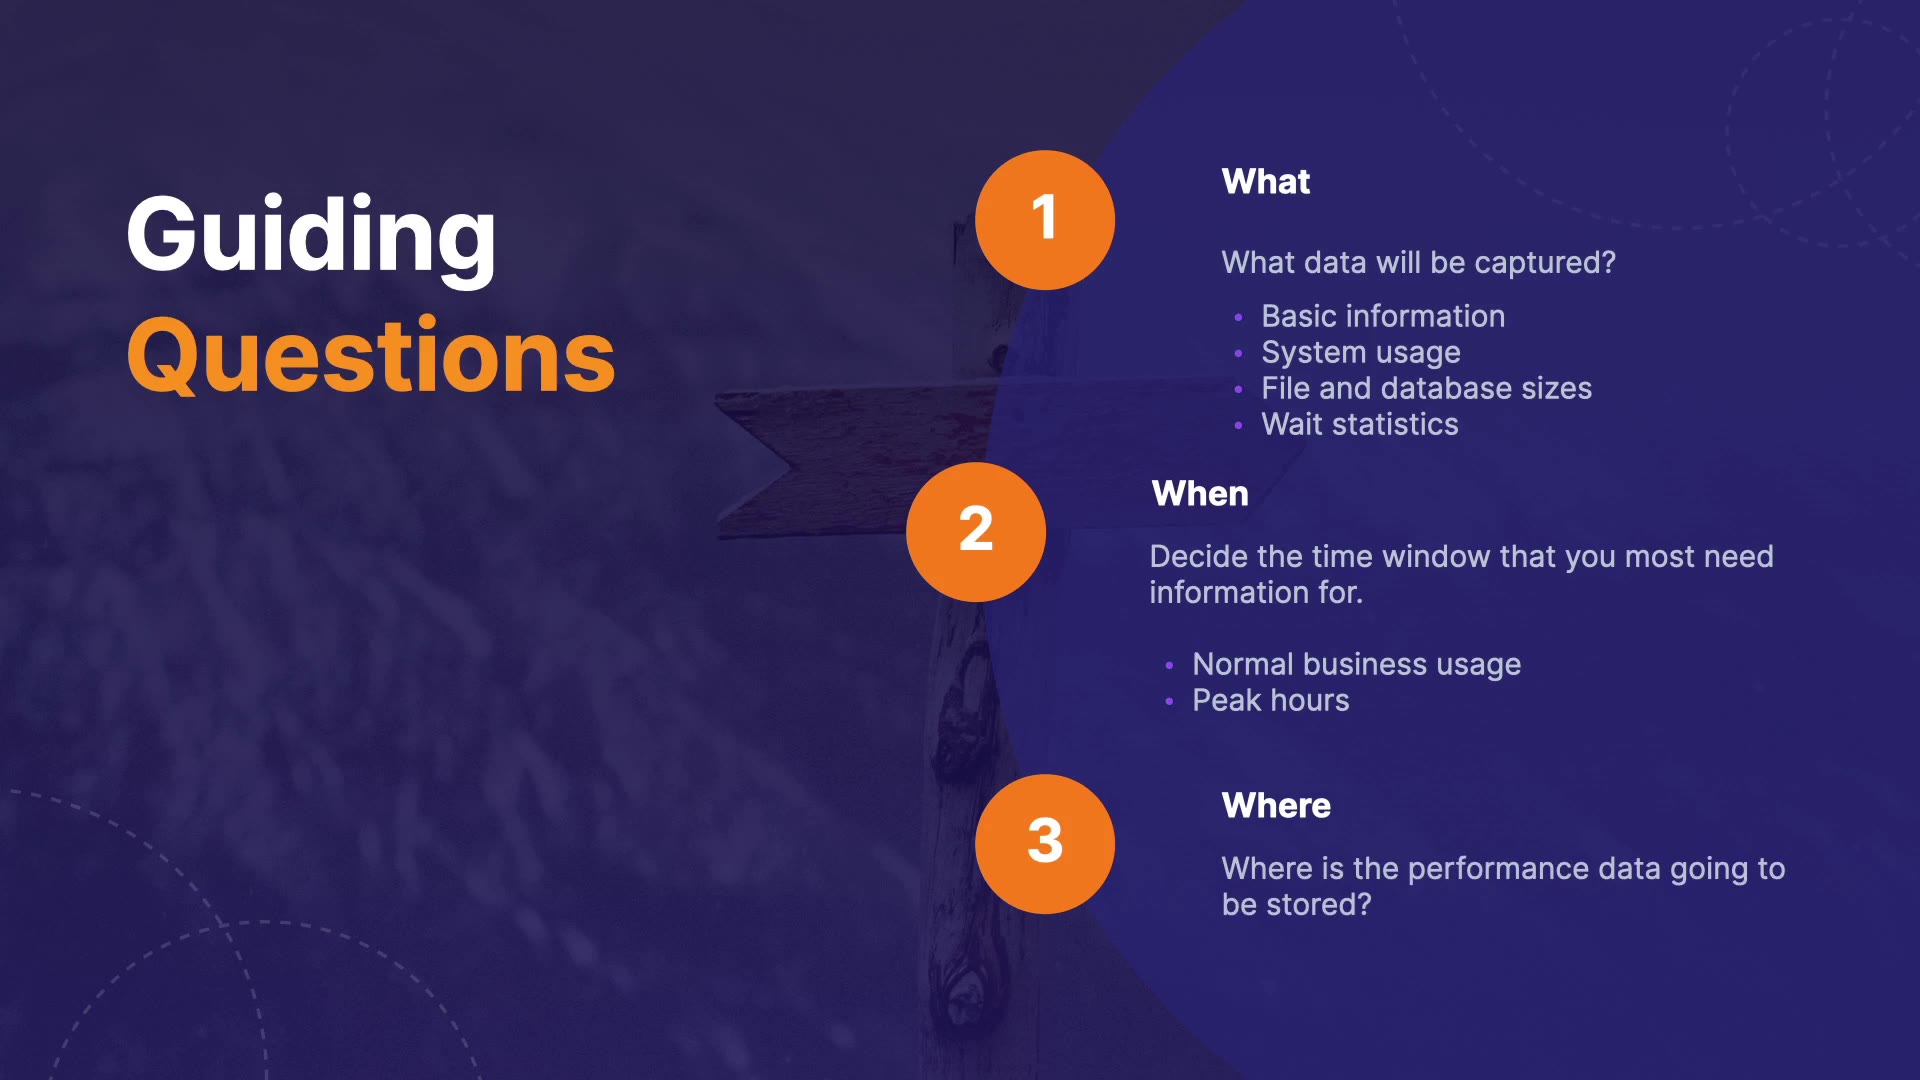 Guiding
Questions
1
What
What data will be captured?
• Basic information
• System usage
• File and database sizes
• Wait statistics
2
When
Decide the time window that you most need
information for.
• Normal business usage
• Peak hours
3
Where
Where is the performance data going to
be stored?